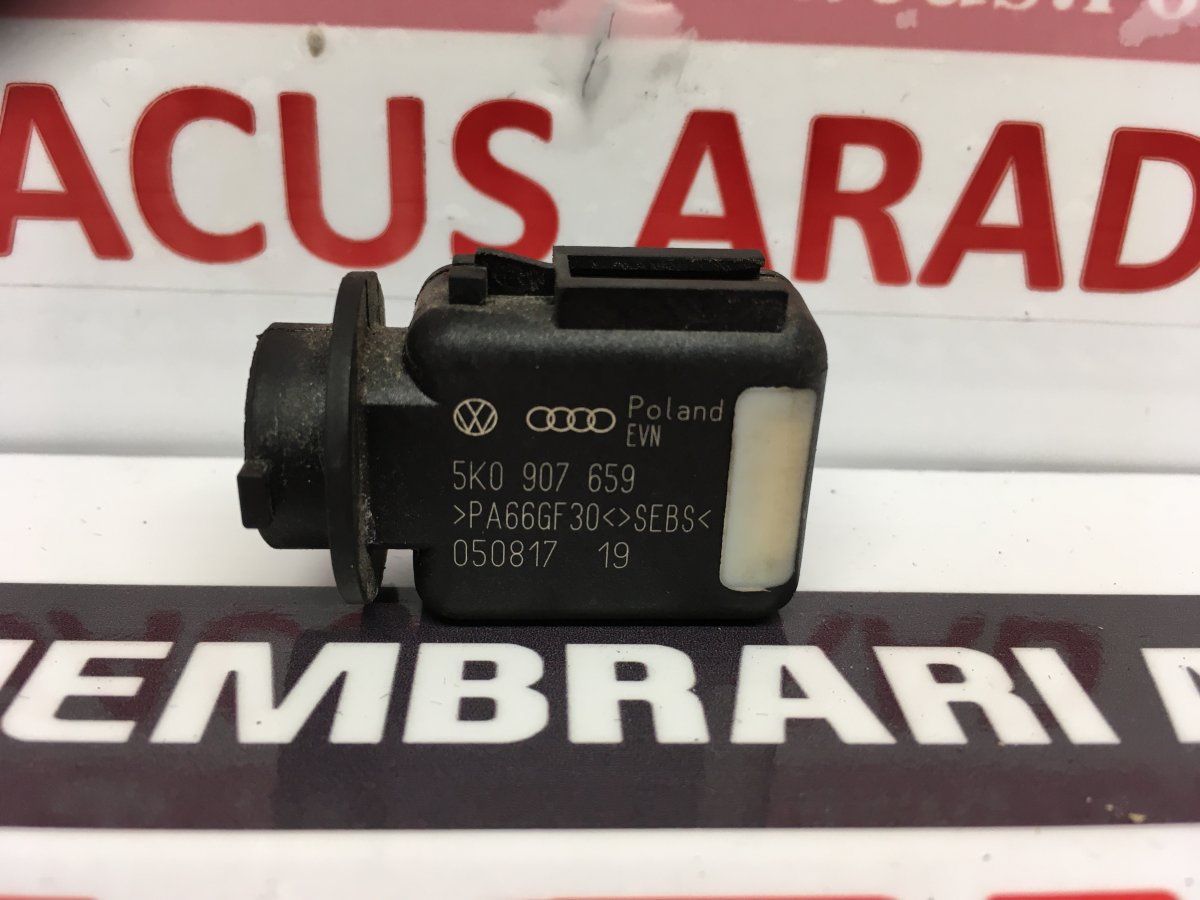 ACUS ARAD
Poland
EVN
5K0 907 659
>PA66GF30<>SEBS<
050817 19
EMBRARI